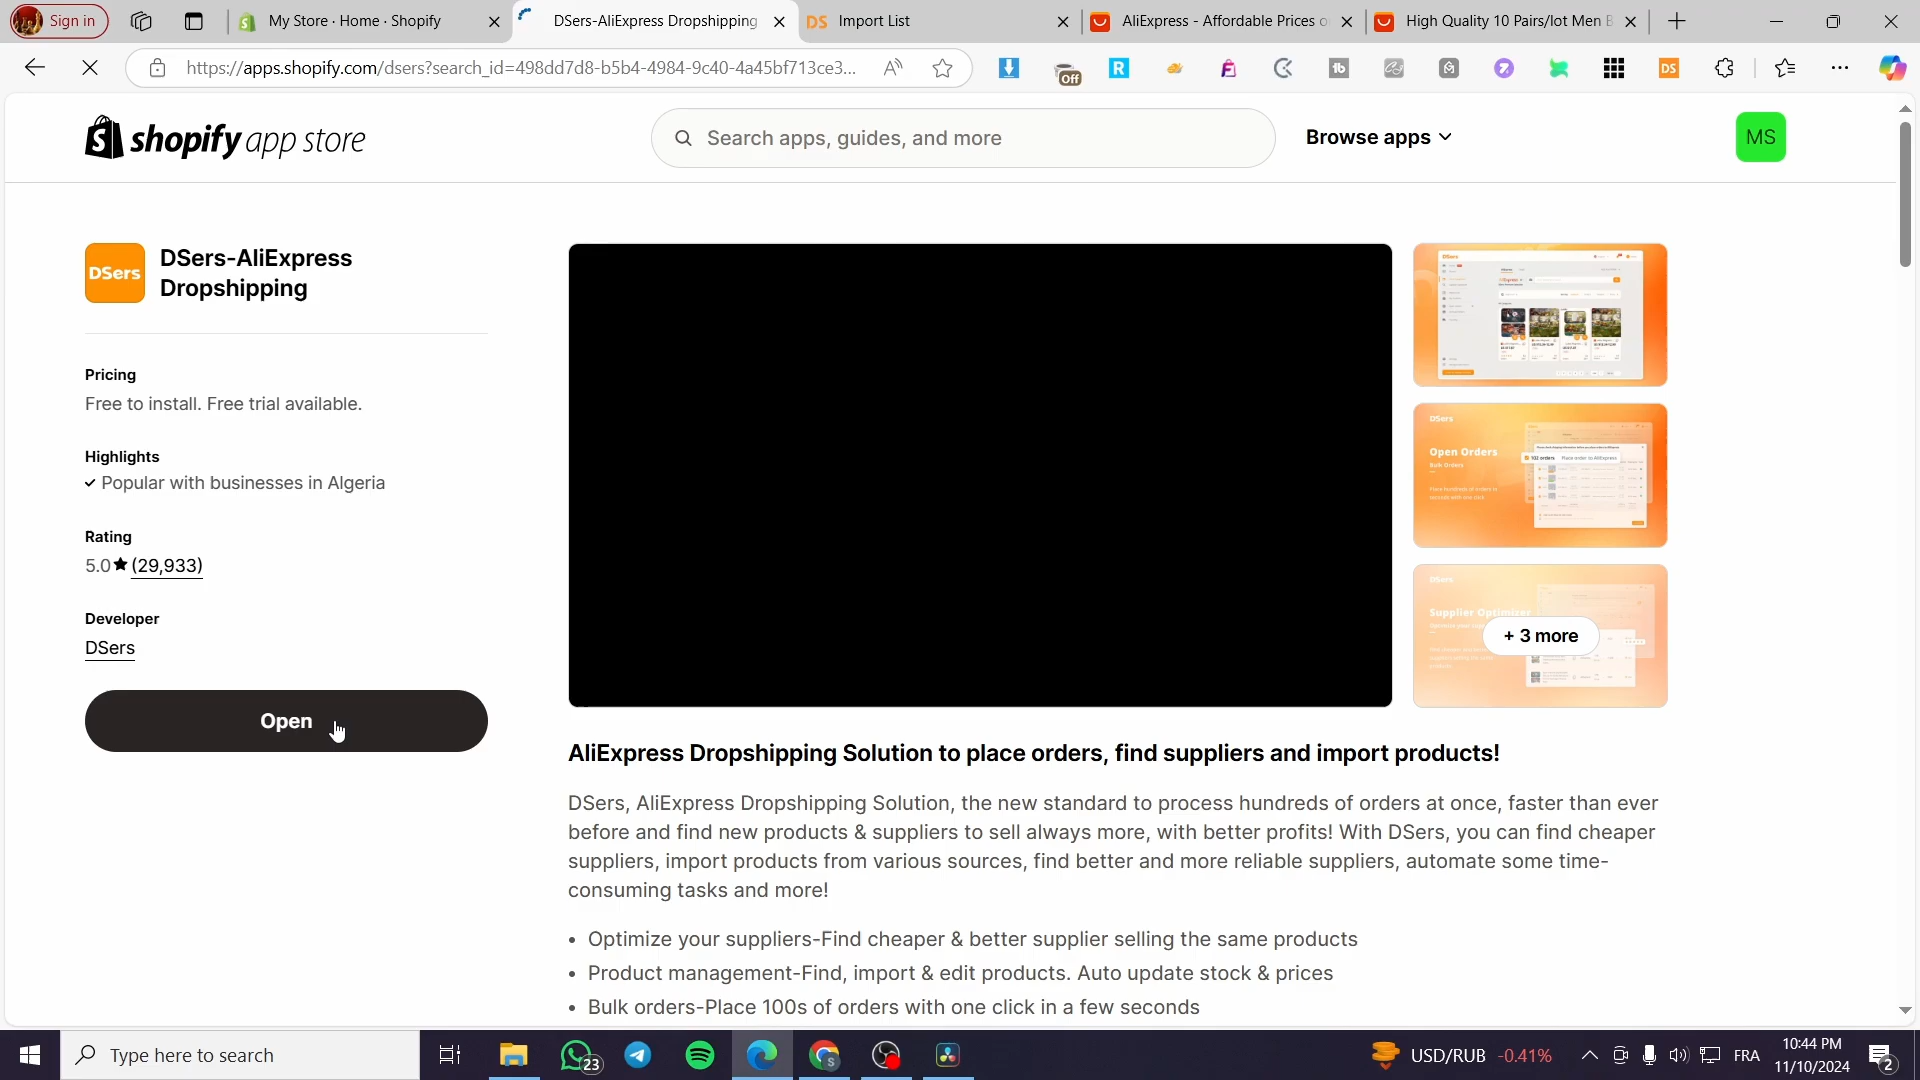 Sign in
My Store · Home · Shopify
DSers-AliExpress Dropshipping
DS Import List
AliExpress - Affordable Prices o
High Quality 10 Pairs/lot Men B
https://apps.shopify.com/dsers?search_id=498dd7d8-b5b4-4984-9c40-4a45bf713ce3...
Off
shopify app store
Search apps, guides, and more
Browse apps
MS
DSers
DSers-AliExpress
Dropshipping
Pricing
Free to install. Free trial available.
Highlights
Popular with businesses in Algeria
Rating
5.0★ (29,933)
Developer
DSers
Open
DSers
Open Orders
Bulk Orders
DSers
Supplier Optimizer
+ 3 more
AliExpress Dropshipping Solution to place orders, find suppliers and import products!
DSers, AliExpress Dropshipping Solution, the new standard to process hundreds of orders at once, faster than ever
before and find new products & suppliers to sell always more, with better profits! With DSers, you can find cheaper
suppliers, import products from various sources, find better and more reliable suppliers, automate some time-
consuming tasks and more!
• Optimize your suppliers-Find cheaper & better supplier selling the same products
• Product management-Find, import & edit products. Auto update stock & prices
• Bulk orders-Place 100s of orders with one click in a few seconds
Type here to search
23
USD/RUB -0.41%
FRA
10:44 PM
11/10/2024
2